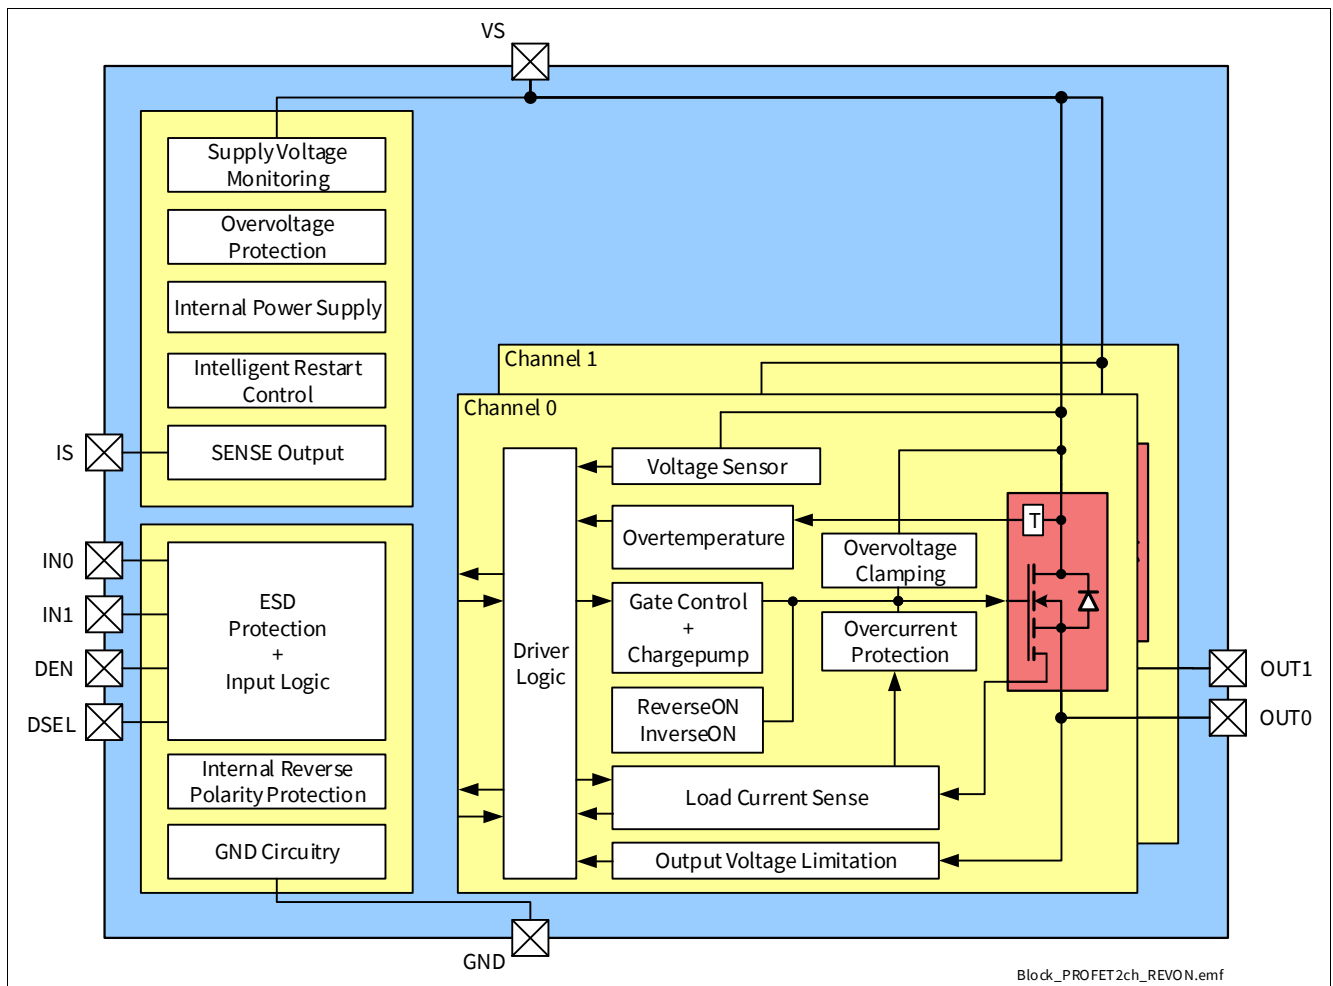 VS
Supply Voltage
Monitoring
Overvoltage
Protection
Internal Power Supply
Intelligent Restart
Control
SENSE Output
IS
IN0
IN1
DEN
DSEL
ESD
Protection
+
Input Logic
Internal Reverse
Polarity Protection
GND Circuitry
GND
Channel 1
Channel 0
Driver
Logic
Voltage Sensor
Overtemperature
T
Overvoltage
Clamping
Gate Control
+
Chargepump
Overcurrent
Protection
ReverseON
InverseON
Load Current Sense
Output Voltage Limitation
OUT1
OUT0
Block_PROFET2ch_REVON.emf